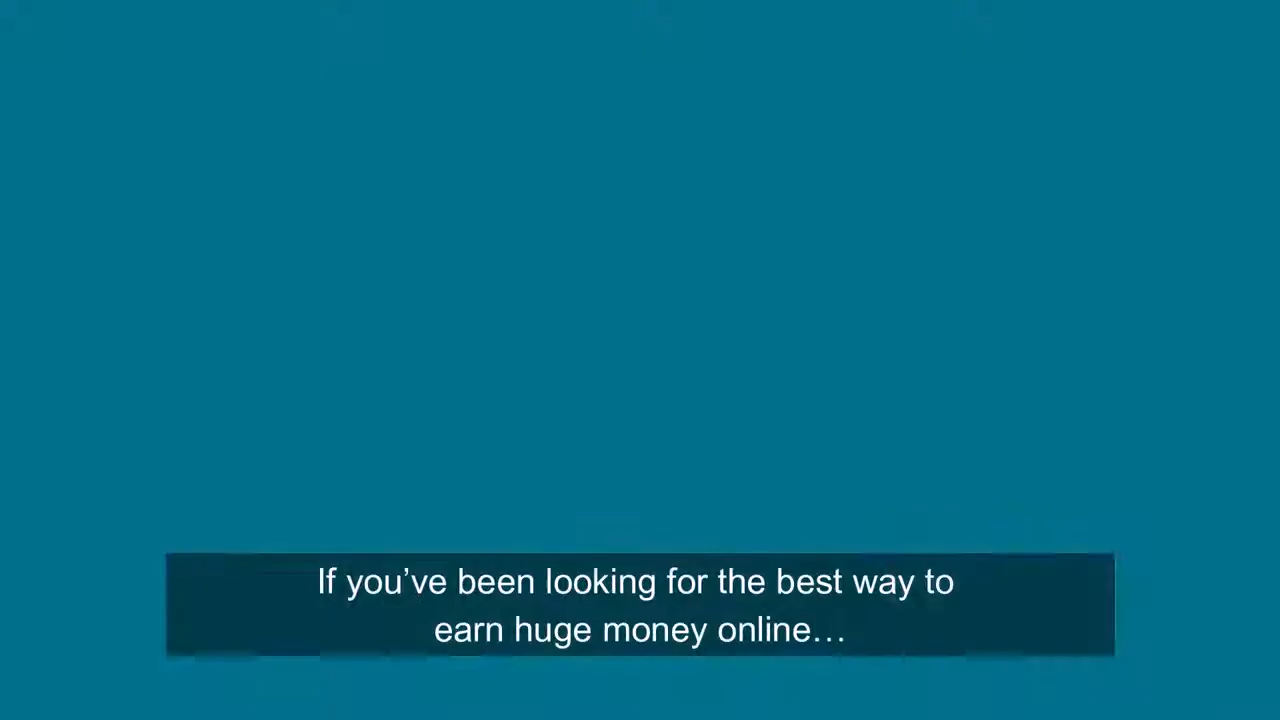 If you’ve been looking for the best way to
earn huge money online…